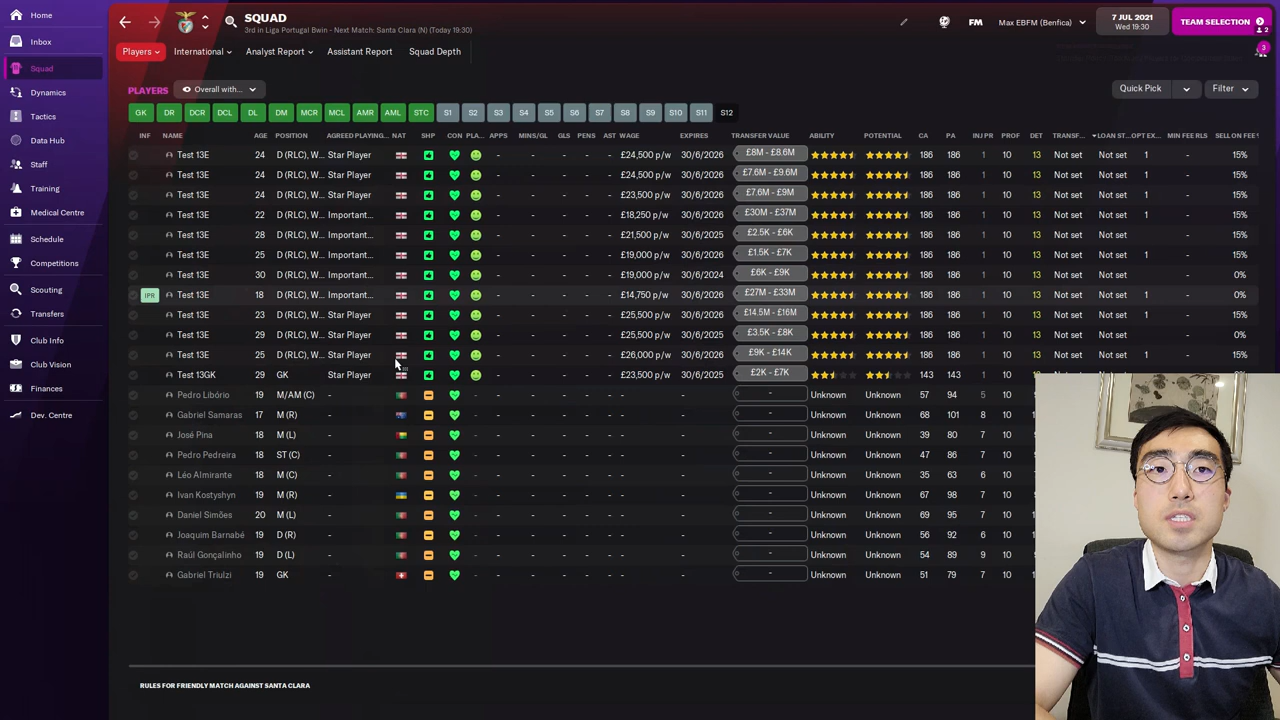 Home
Inbox
Squad
Dynamics
Tactics
Data Hub
Staff
Training
Medical Centre
Schedule
Competitions
Scouting
Transfers
Club Info
Club Vision
Finances
Dev. Centre
SQUAD
3rd in Liga Portugal Bwin - Next Match: Santa Clara (N) (Today 19:30)
FM
Max EBFM (Benfica)
7 JUL 2021
Wed 19:30
TEAM SELECTION
2
Players International Analyst Report Assistant Report Squad Depth
3
PLAYERS Overall with...
Quick Pick Filter
GK DR DCR DCL DL DM MCR MCL AMR AML STC S1 S2 S3 S4 S5 S6 S7 S8 S9 S10 S11 S12
INF NAME AGE POSITION AGREED PLAYING... NAT SHP CON PLA... APPS MINS/GL GLS PENS AST WAGE EXPIRES TRANSFER VALUE ABILITY POTENTIAL CA PA INJ PR PROF DET TRANSF... LOAN ST... OPT EX... MIN FEE RLS SELL ON FEE
Test 13E 24 D (RLC), W... Star Player - - - - - £24,500 p/w 30/6/2026 £8M - £8.6M 186 186 1 10 13 Not set Not set 1 - 15%
Test 13E 24 D (RLC), W... Star Player - - - - - £24,500 p/w 30/6/2026 £7.6M - £9.6M 186 186 1 10 13 Not set Not set 1 - 15%
Test 13E 24 D (RLC), W... Star Player - - - - - £23,500 p/w 30/6/2026 £7.6M - £9M 186 186 1 10 13 Not set Not set 1 - 15%
Test 13E 22 D (RLC), W... Important... - - - - - £18,250 p/w 30/6/2026 £30M - £37M 186 186 1 10 13 Not set Not set 1 - 15%
Test 13E 28 D (RLC), W... Important... - - - - - £21,500 p/w 30/6/2025 £2.5K - £6K 186 186 1 10 13 Not set Not set - 15%
Test 13E 25 D (RLC), W... Important... - - - - - £19,000 p/w 30/6/2026 £1.5K - £7K 186 186 1 10 13 Not set Not set 1 - 15%
Test 13E 30 D (RLC), W... Important... - - - - - £19,000 p/w 30/6/2024 £6K - £9K 186 186 1 10 13 Not set Not set - 0%
IPR Test 13E 18 D (RLC), W... Important... - - - - - £14,750 p/w 30/6/2026 £27M - £33M 186 186 1 10 13 Not set Not set 1 - 0%
Test 13E 23 D (RLC), W... Star Player - - - - - £25,500 p/w 30/6/2026 £14.5M - £16M 186 186 1 10 13 Not set Not set 1 - 15%
Test 13E 29 D (RLC), W... Star Player - - - - - £25,500 p/w 30/6/2025 £3.5K - £8K 186 186 1 10 13 Not set Not set - 0%
Test 13E 25 D (RLC), W... Star Player - - - - - £26,000 p/w 30/6/2026 £9K - £14K 186 186 1 10 13 Not set Not set 1 - 15%
Test 13GK 29 GK Star Player - - - - - £23,500 p/w 30/6/2025 £2K - £7K 143 143 1 10 13 Not set Not set
Pedro Libório 19 M/AM (C) - - - - - - - - - - Unknown Unknown 57 94 5 10
Gabriel Samaras 17 M (R) - - - - - - - - - - Unknown Unknown 68 101 8 10
José Pina 18 M (L) - - - - - - - - - - Unknown Unknown 39 80 7 10
Pedro Pedreira 18 ST (C) - - - - - - - - - - Unknown Unknown 47 86 7 10
Léo Almirante 18 M (C) - - - - - - - - - - Unknown Unknown 35 63 6 10
Ivan Kostyshyn 19 M (R) - - - - - - - - - - Unknown Unknown 67 98 7 10
Daniel Simões 20 M (L) - - - - - - - - - - Unknown Unknown 69 95 7 10
Joaquim Barnabé 19 D (R) - - - - - - - - - - Unknown Unknown 56 92 7 10
Raúl Gonçalinho 19 D (L) - - - - - - - - - - Unknown Unknown 54 89 9 10
Gabriel Triulzi 19 GK - - - - - - - - - - Unknown Unknown 51 79 7 10
RULES FOR FRIENDLY MATCH AGAINST SANTA CLARA